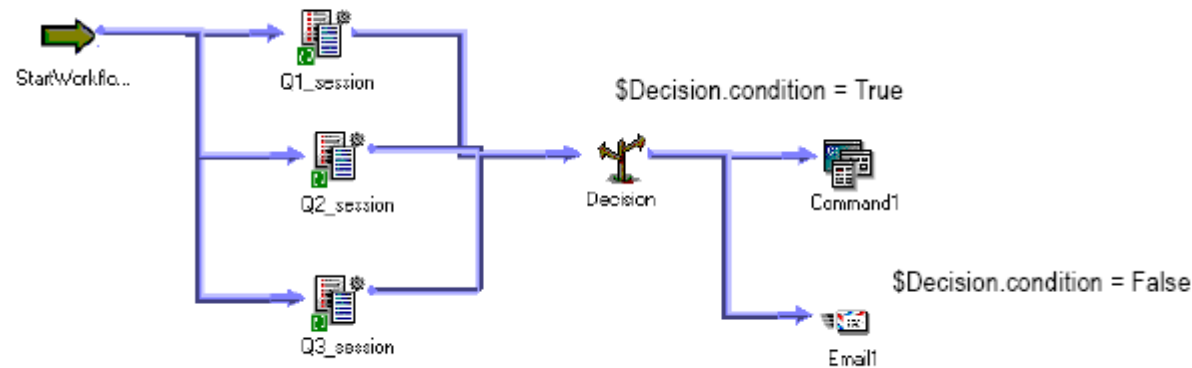 StartWorkflo...
Q1_session
$Decision.condition = True
Q2_session
Decision
Command1
$Decision.condition = False
Q3_session
Email1